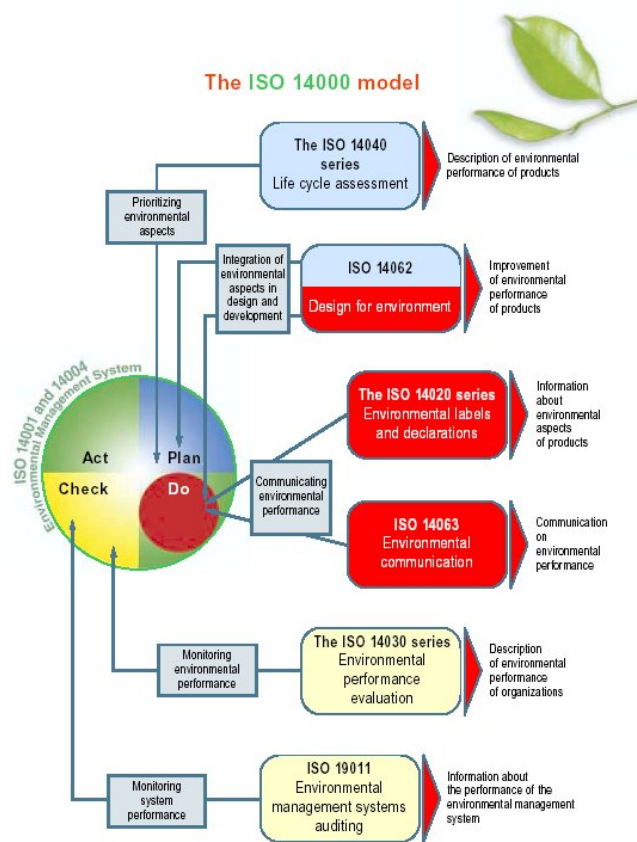 The ISO 14000 model
The ISO 14040
series
Life cycle assessment
Description of environmental
performance of products
Prioritizing
environmental
aspects
Integration of
environmental
aspects in
design and
development
ISO 14062
Design for environment
Improvement
of environmental
performance
of products
ISO 14001 and 14004
Environmental Management System
Act
Plan
Check
Do
The ISO 14020 series
Environmental labels
and declarations
Information
about
environmental
aspects
of products
Communicating
environmental
performance
ISO 14063
Environmental
communication
Communication
on
environmental
performance
Monitoring
environmental
performance
The ISO 14030 series
Environmental
performance
evaluation
Description
of environmental
performance
of organizations
Monitoring
system
performance
ISO 19011
Environmental
management systems
auditing
Information about
the performance of the
environmental management
system